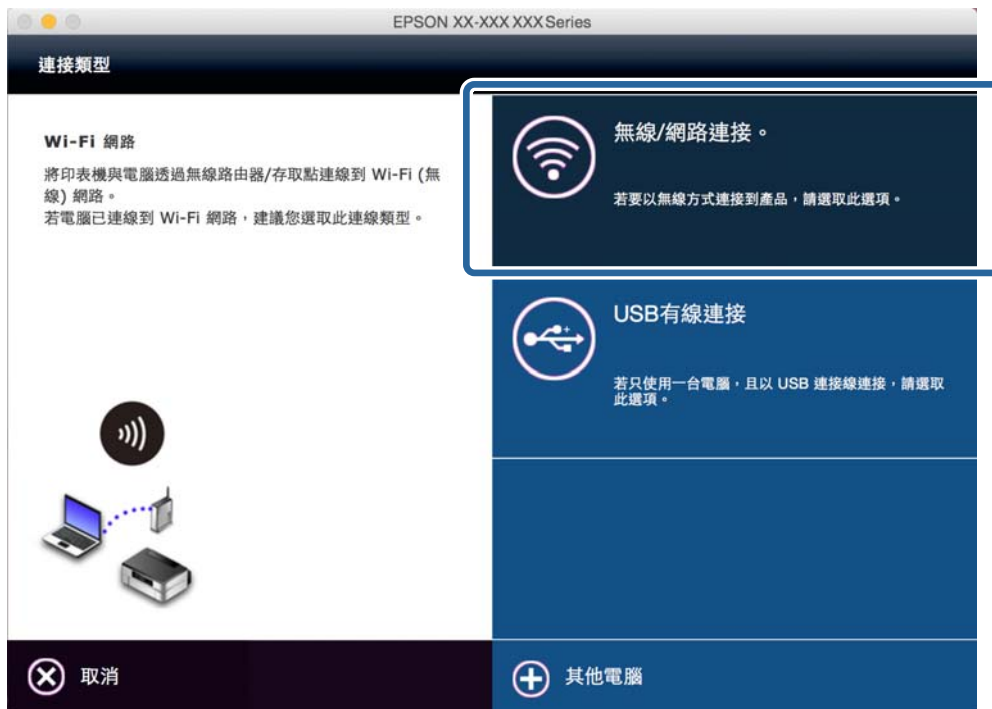 EPSON XX-XXX XXX Series
連接類型
Wi-Fi 網路
將印表機與電腦透過無線路由器/存取點連線到 Wi-Fi (無
線) 網路。
若電腦已連線到 Wi-Fi 網路，建議您選取此連線類型。
無線/網路連接。
若要以無線方式連接到產品，請選取此選項。
USB有線連接
若只使用一台電腦，且以 USB 連接線連接，請選取
此選項。
取消
其他電腦